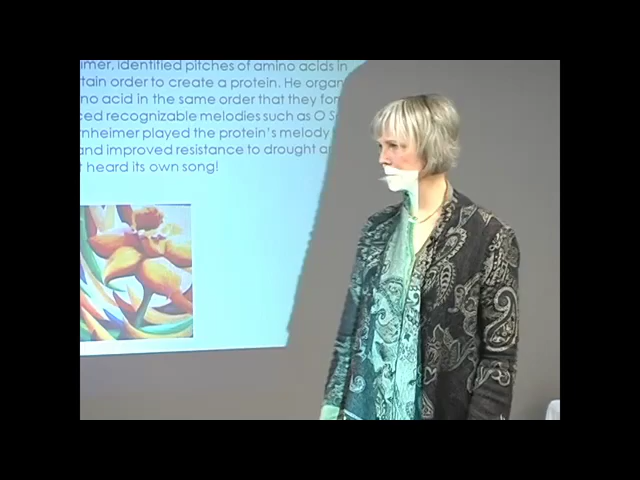 imer, identified pitches of amino acids in
tain order to create a protein. He organ
no acid in the same order that they for
ced recognizable melodies such as O S
rnheimer played the protein's melody
and improved resistance to drought a
t heard its own song!